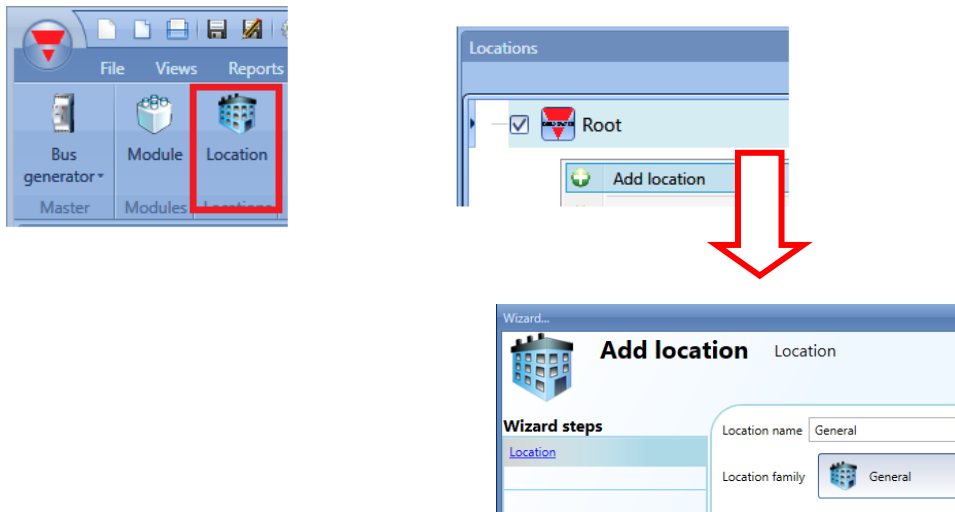 File Views Reports
Bus generator
Module
Location
Master
Modules
Locations
Locations
Root
Add location
Wizard...
Add location Location
Wizard steps
Location
Location name General
Location family General